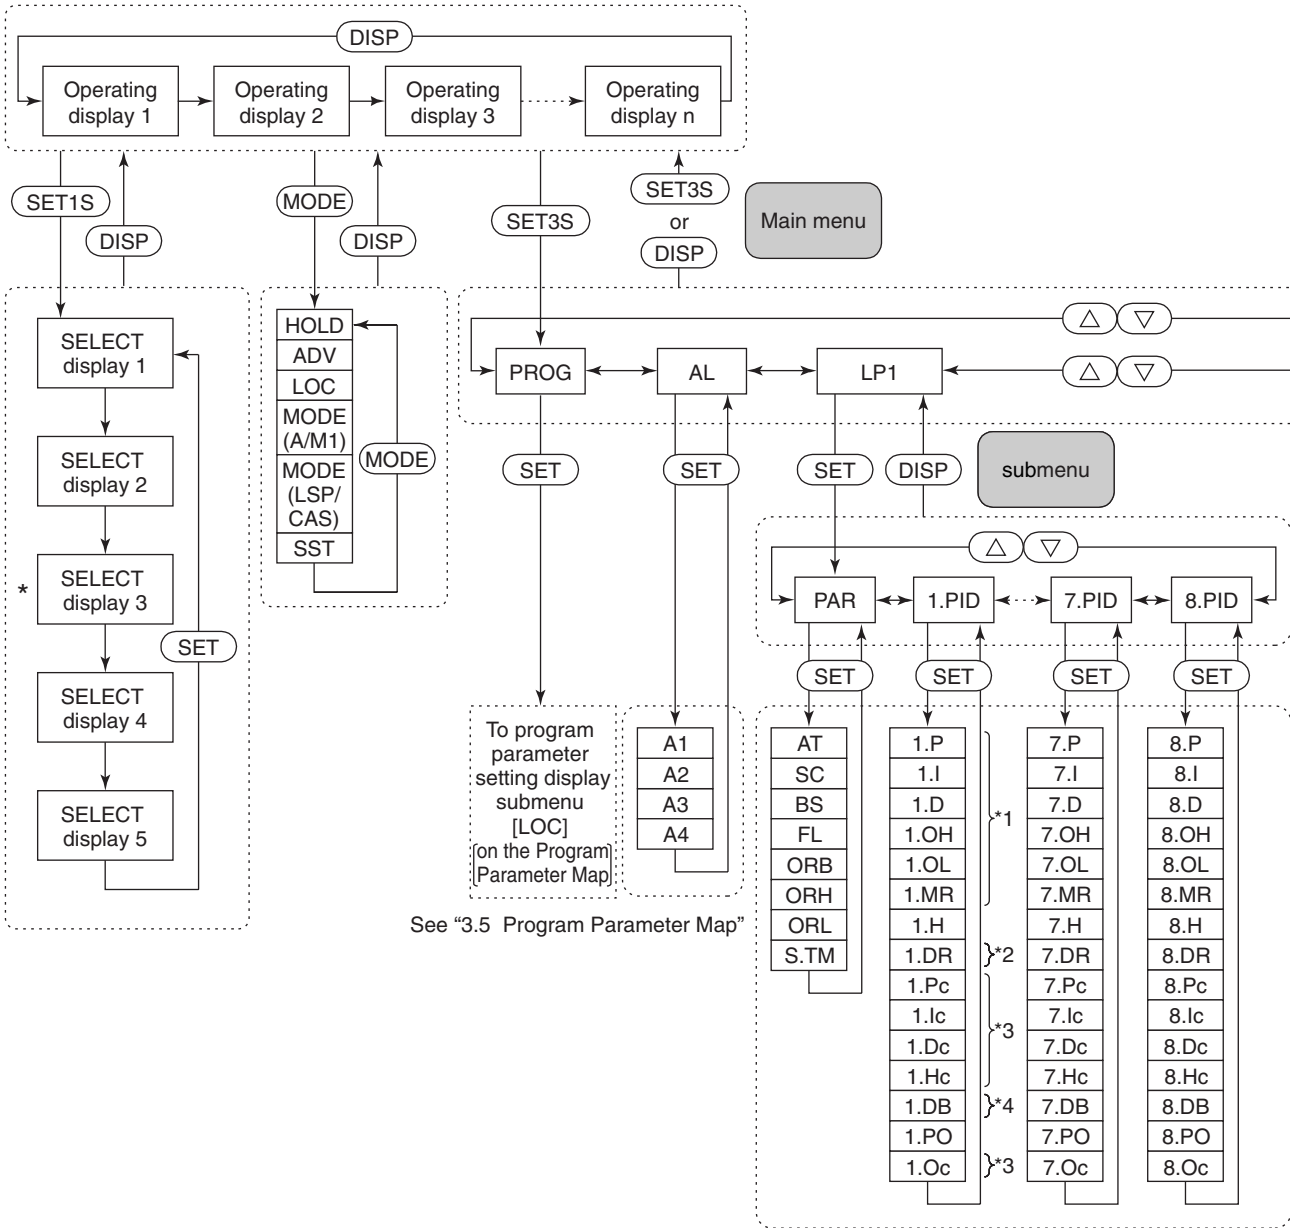 DISP
Operating
display 1
Operating
display 2
Operating
display 3
Operating
display n
SET1S
DISP
MODE
DISP
SET3S
SET3S
or
DISP
Main menu
SELECT
display 1
SELECT
display 2
*
SELECT
display 3
SELECT
display 4
SELECT
display 5
SET
HOLD
ADV
LOC
MODE
(A/M1)
MODE
(LSP/
CAS)
SST
MODE
△ ▽
PROG
AL
LP1
△ ▽
SET
SET
SET
DISP
submenu
△ ▽
PAR
1.PID
7.PID
8.PID
SET
SET
SET
SET
To program
parameter
setting display
submenu
[LOC]
(on the Program
Parameter Map)
See “3.5 Program Parameter Map”
A1
A2
A3
A4
AT
SC
BS
FL
ORB
ORH
ORL
S.TM
1.P
1.I
1.D
1.OH
1.OL
1.MR
1.H
1.DR
1.Pc
1.Ic
1.Dc
1.Hc
1.DB
1.PO
1.Oc
*1
*2
*3
*4
*3
7.P
7.I
7.D
7.OH
7.OL
7.MR
7.H
7.DR
7.Pc
7.Ic
7.Dc
7.Hc
7.DB
7.PO
7.Oc
8.P
8.I
8.D
8.OH
8.OL
8.MR
8.H
8.DR
8.Pc
8.Ic
8.Dc
8.Hc
8.DB
8.PO
8.Oc